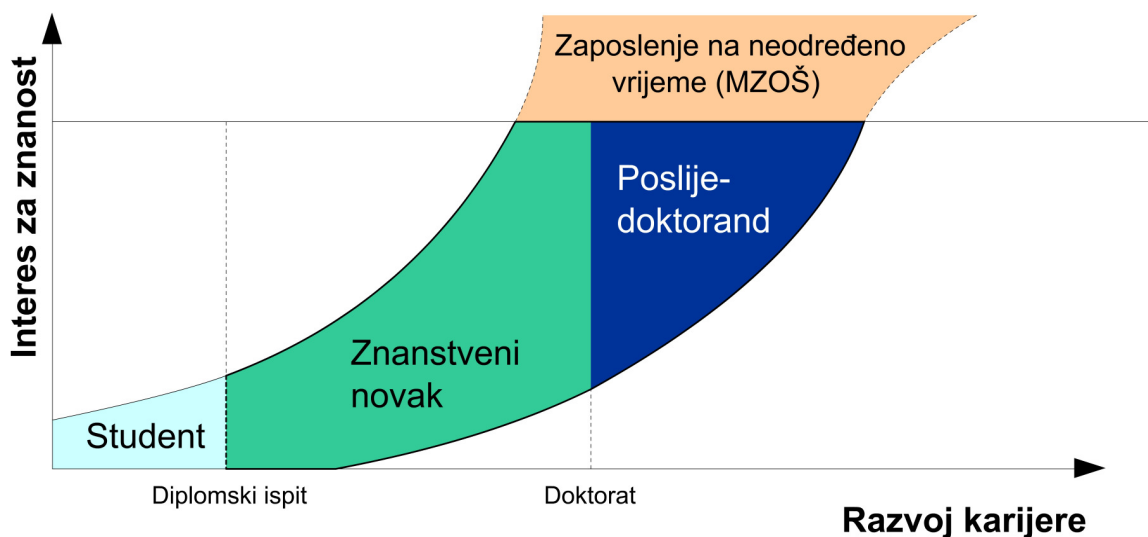 Interes za znanost
Zaposlenje na neodređeno
vrijeme (MZOŠ)
Poslije-
doktorand
Znanstveni
novak
Student
Diplomski ispit
Doktorat
Razvoj karijere